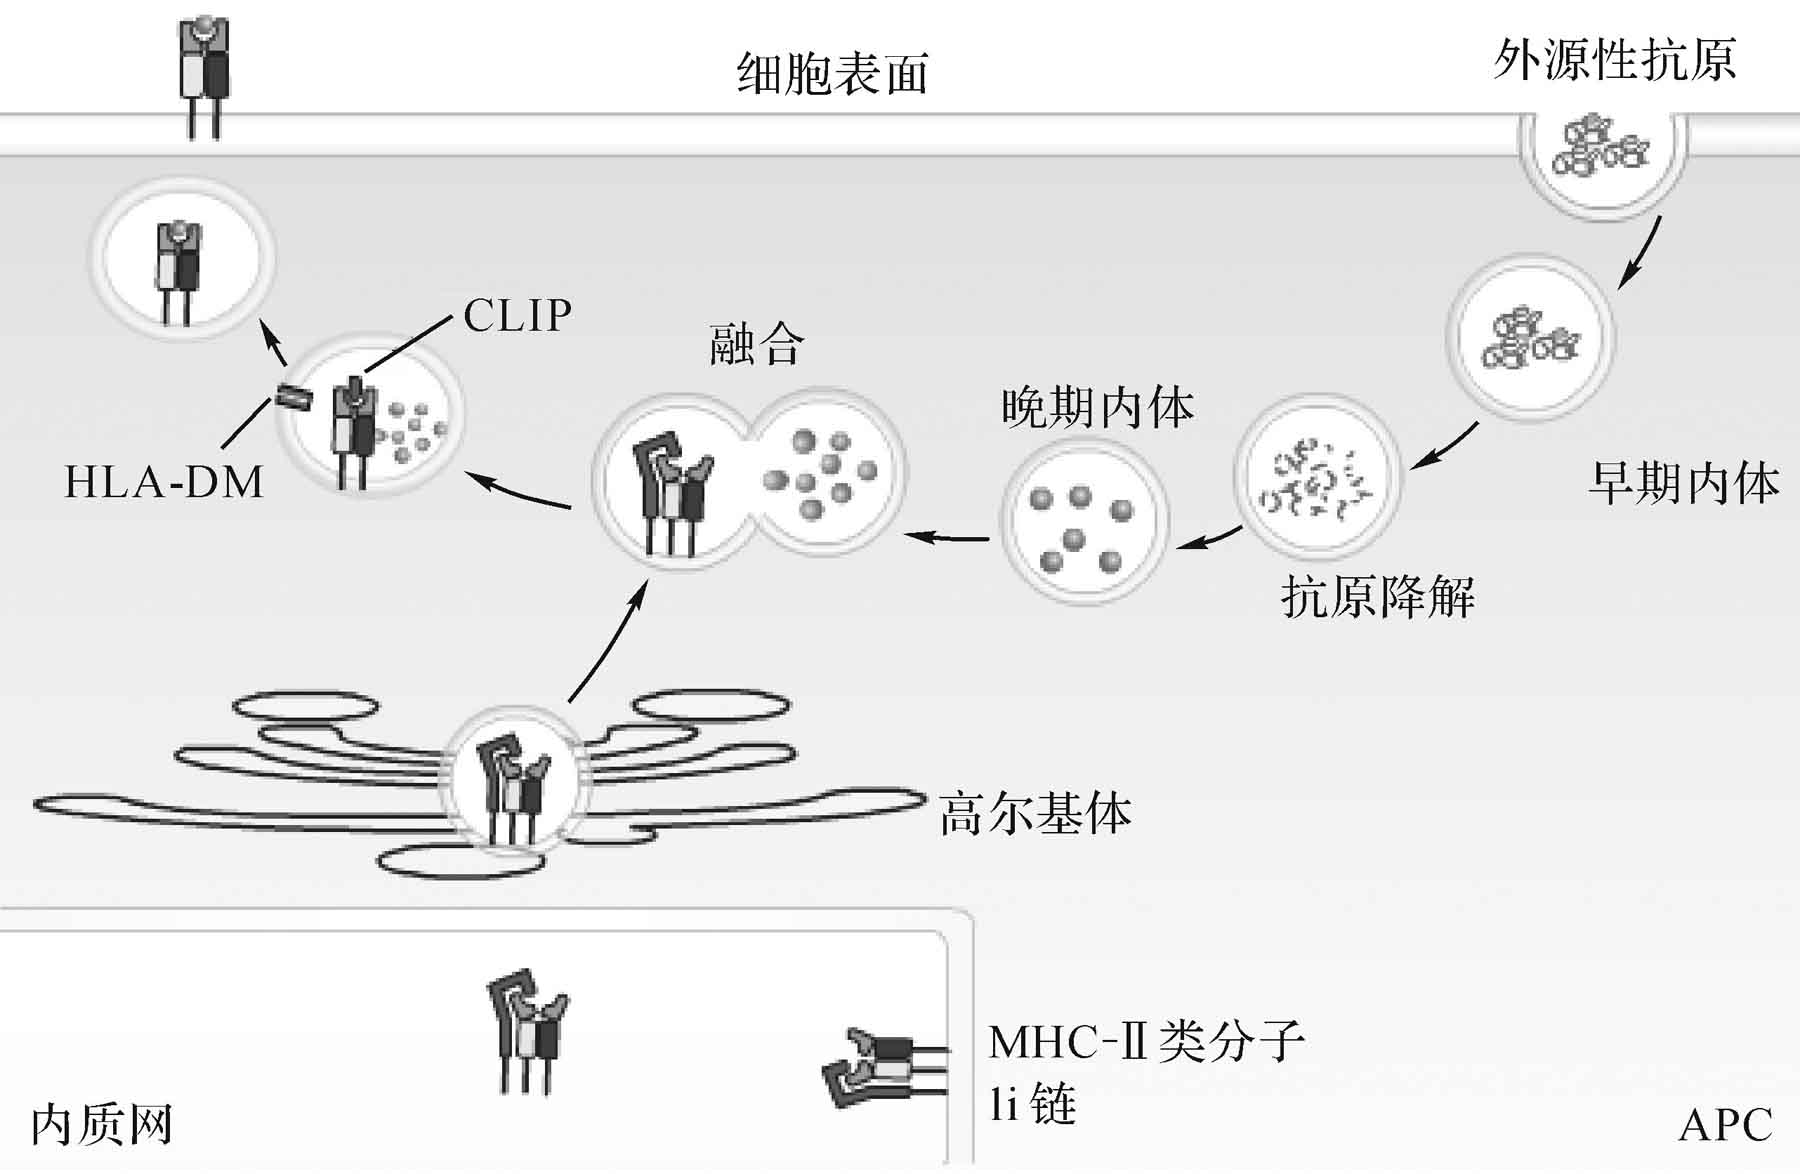 细胞表面
外源性抗原
CLIP
融合
HLA-DM
晚期内体
早期内体
抗原降解
高尔基体
MHC-Ⅱ类分子
li链
内质网
APC